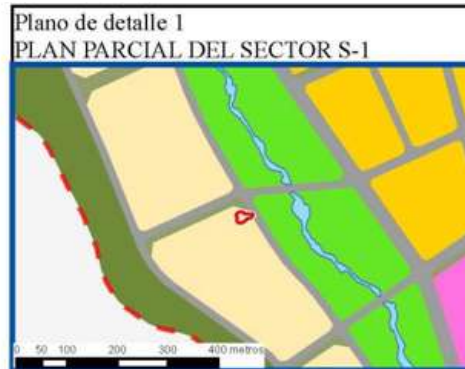 Plano de detalle 1
PLAN PARCIAL DEL SECTOR S-1
0 50 100 200 300 400 metros